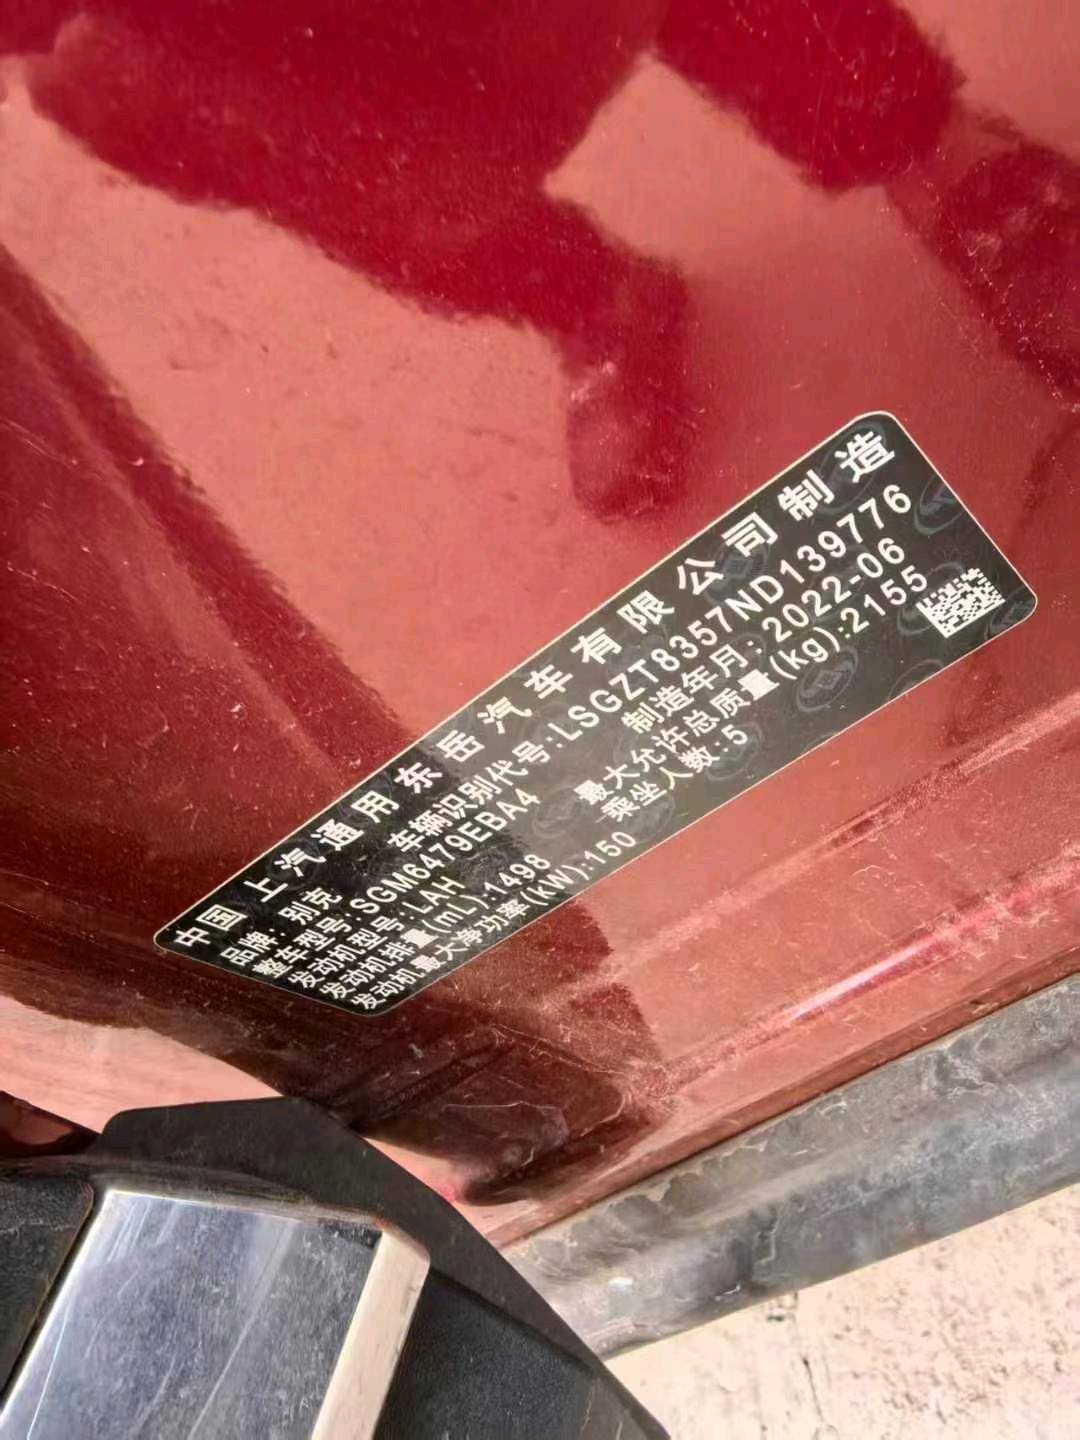 中国 上汽通用东岳汽车有限公司制造
品牌:别克 车辆识别代号:LSGZT8357ND139776
整车型号:SGM6479EBA4 制造年月:2022-06
发动机型号:LAH 最大允许总质量(kg):2155
发动机排量(mL):1498 乘坐人数:5
发动机最大净功率(kW):150